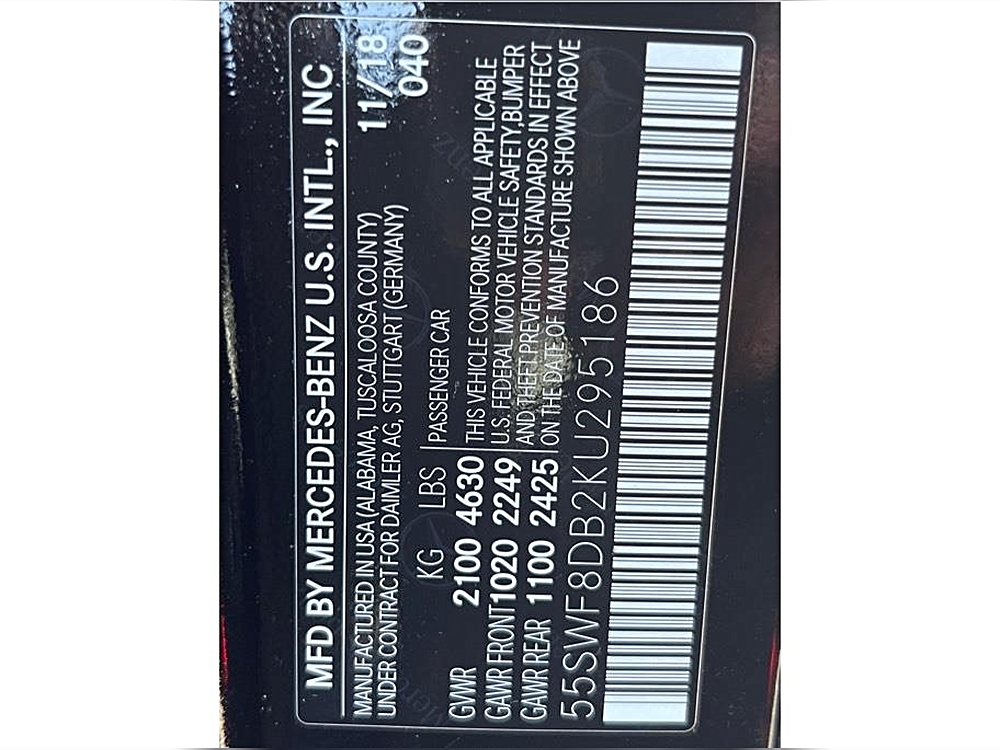 MFD BY MERCEDES-BENZ U.S. INTL., INC
MANUFACTURED IN USA (ALABAMA, TUSCALOOSA COUNTY) 11/18
UNDER CONTRACT FOR DAIMLER AG, STUTTGART (GERMANY) 040
KG LBS PASSENGER CAR
GVWR 2100 4630 THIS VEHICLE CONFORMS TO ALL APPLICABLE
GAWR FRONT 1020 2249 U.S. FEDERAL MOTOR VEHICLE SAFETY,BUMPER
GAWR REAR 1100 2425 AND THEFT PREVENTION STANDARDS IN EFFECT
ON THE DATE OF MANUFACTURE SHOWN ABOVE
55SWF8DB2KU295186